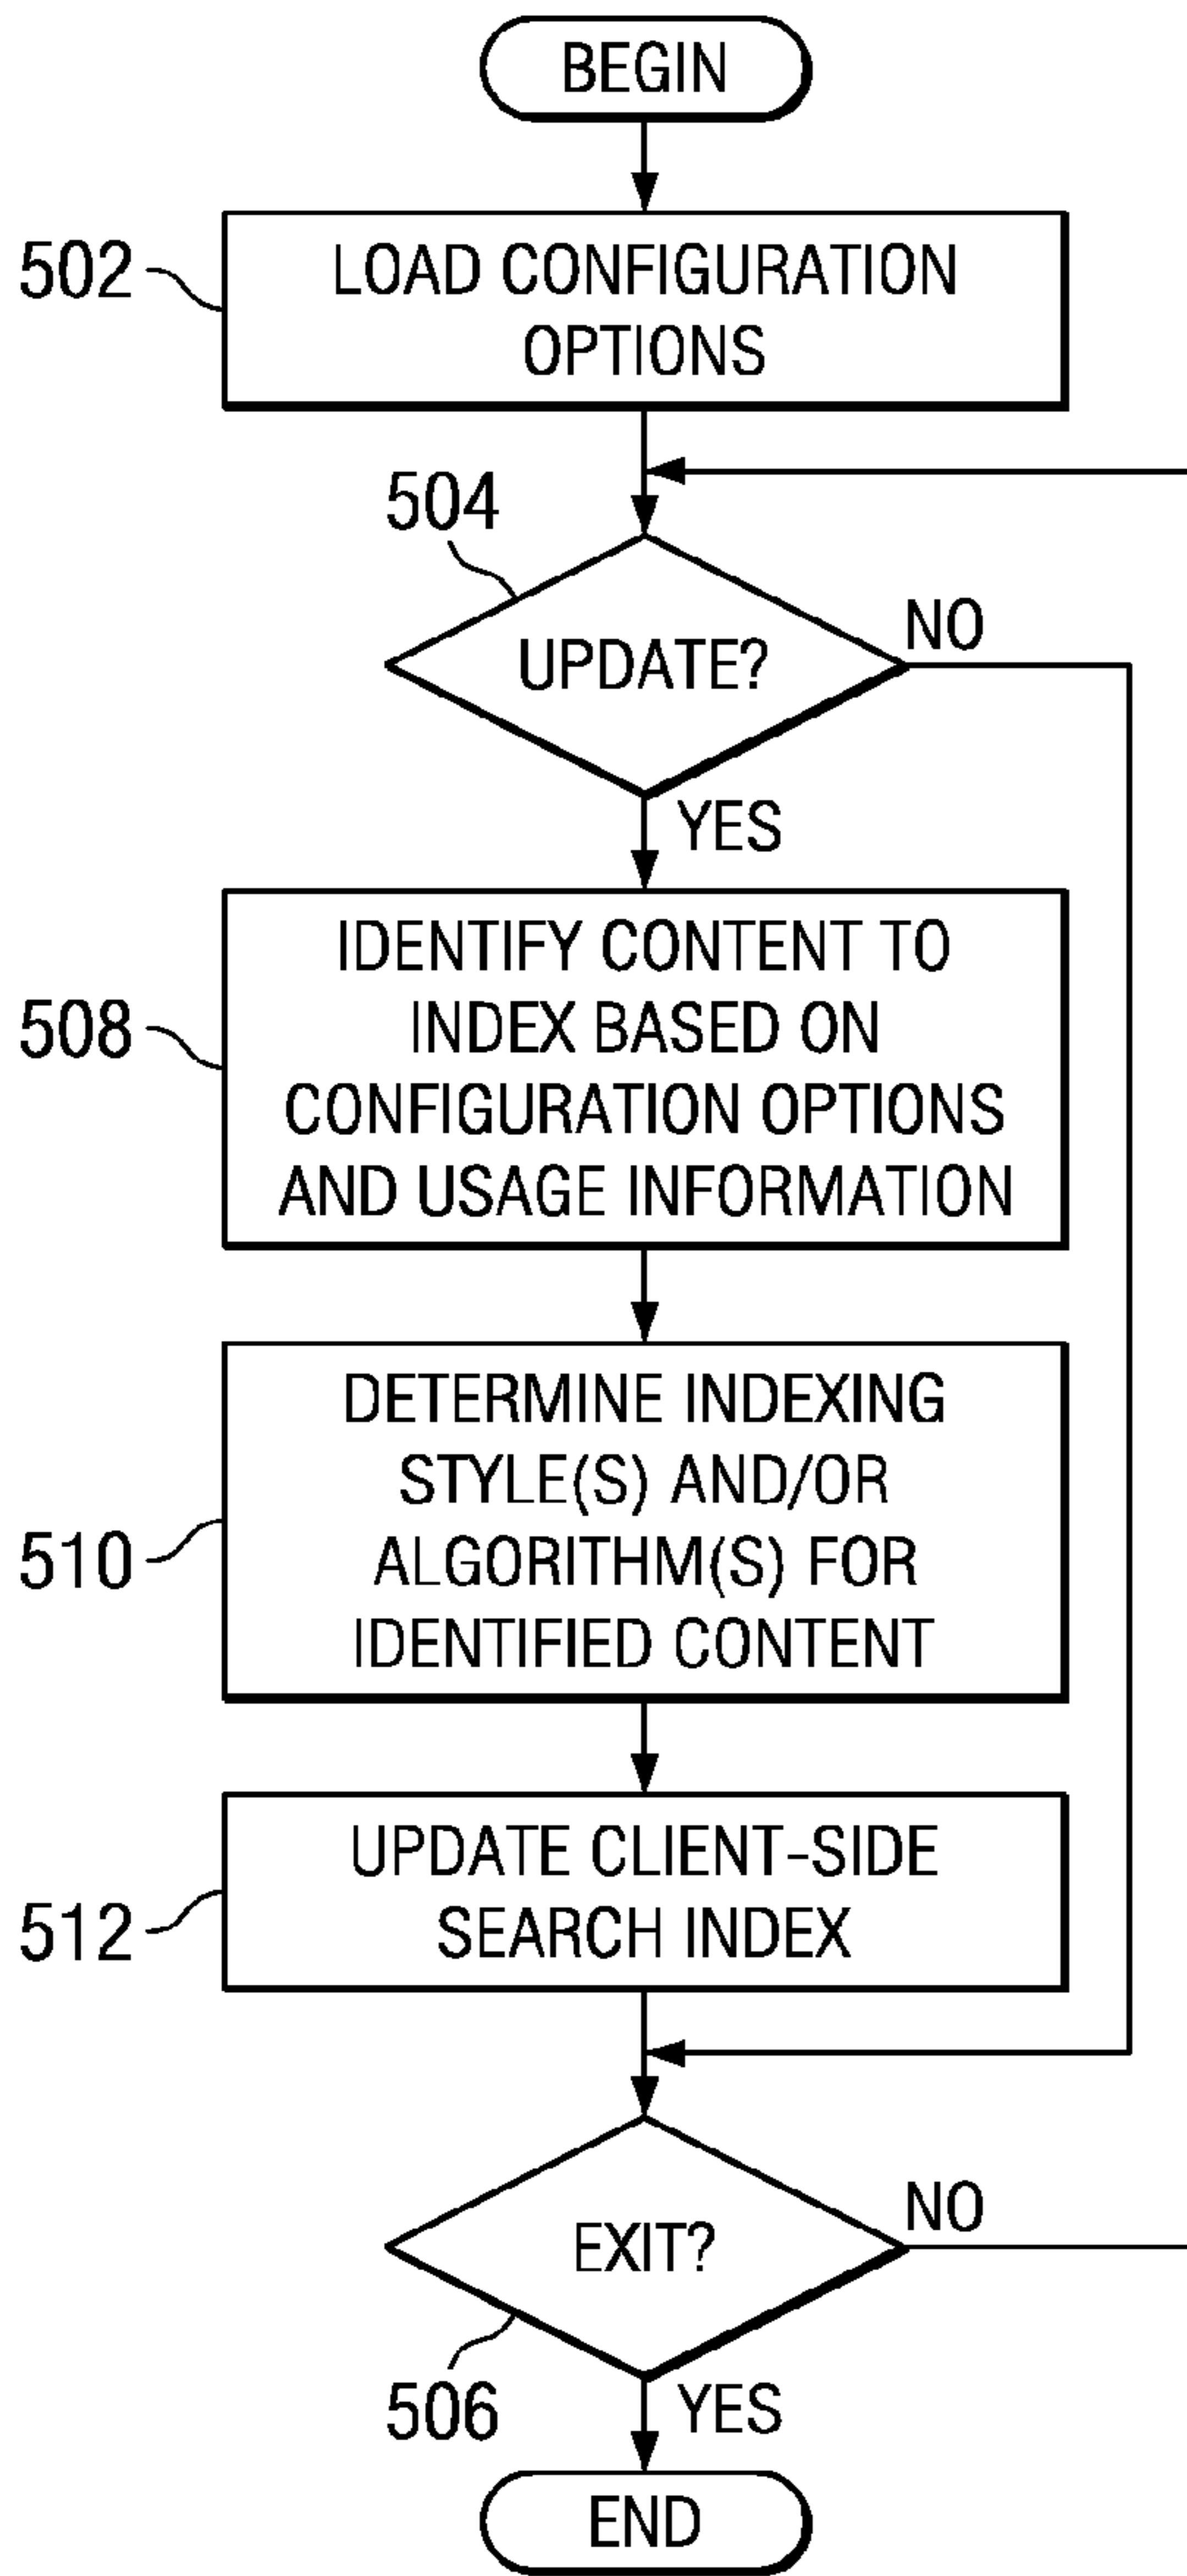 BEGIN
502
LOAD CONFIGURATION
OPTIONS
504
UPDATE?
NO
YES
508
IDENTIFY CONTENT TO
INDEX BASED ON
CONFIGURATION OPTIONS
AND USAGE INFORMATION
510
DETERMINE INDEXING
STYLE(S) AND/OR
ALGORITHM(S) FOR
IDENTIFIED CONTENT
512
UPDATE CLIENT-SIDE
SEARCH INDEX
EXIT?
NO
506
YES
END